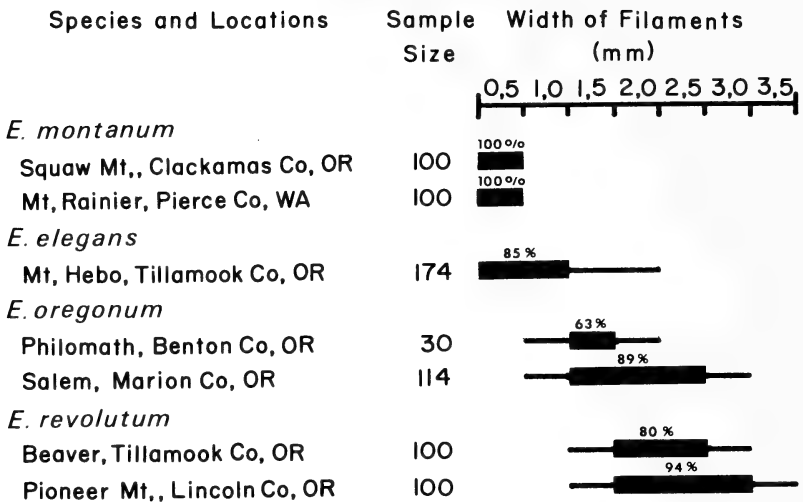 Species and Locations Sample Width of Filaments
Size (mm)
0,5 1,0 1,5 2,0 2,5 3,0 3,5
E. montanum
100%
Squaw Mt,, Clackamas Co, OR 100
100%
Mt, Rainier, Pierce Co, WA 100
E. elegans
85%
Mt, Hebo, Tillamook Co, OR 174
E. oregonum
63%
Philomath, Benton Co, OR 30
89%
Salem, Marion Co, OR 114
E. revolutum
80%
Beaver, Tillamook Co, OR 100
94%
Pioneer Mt,, Lincoln Co, OR 100